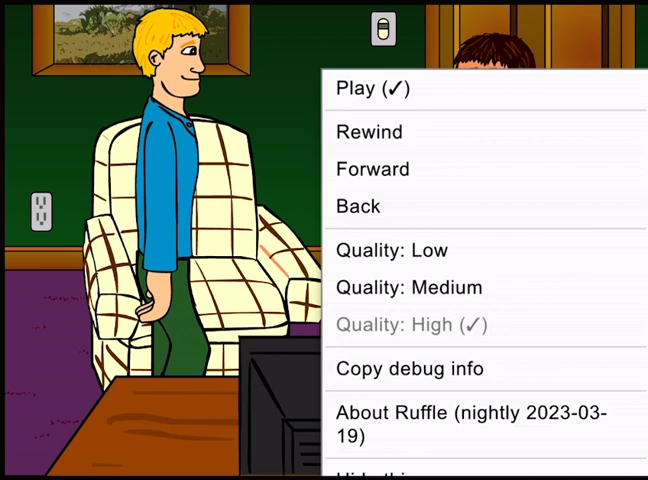 Play (✓)
Rewind
Forward
Back
Quality: Low
Quality: Medium
Quality: High (✓)
Copy debug info
About Ruffle (nightly 2023-03-
19)